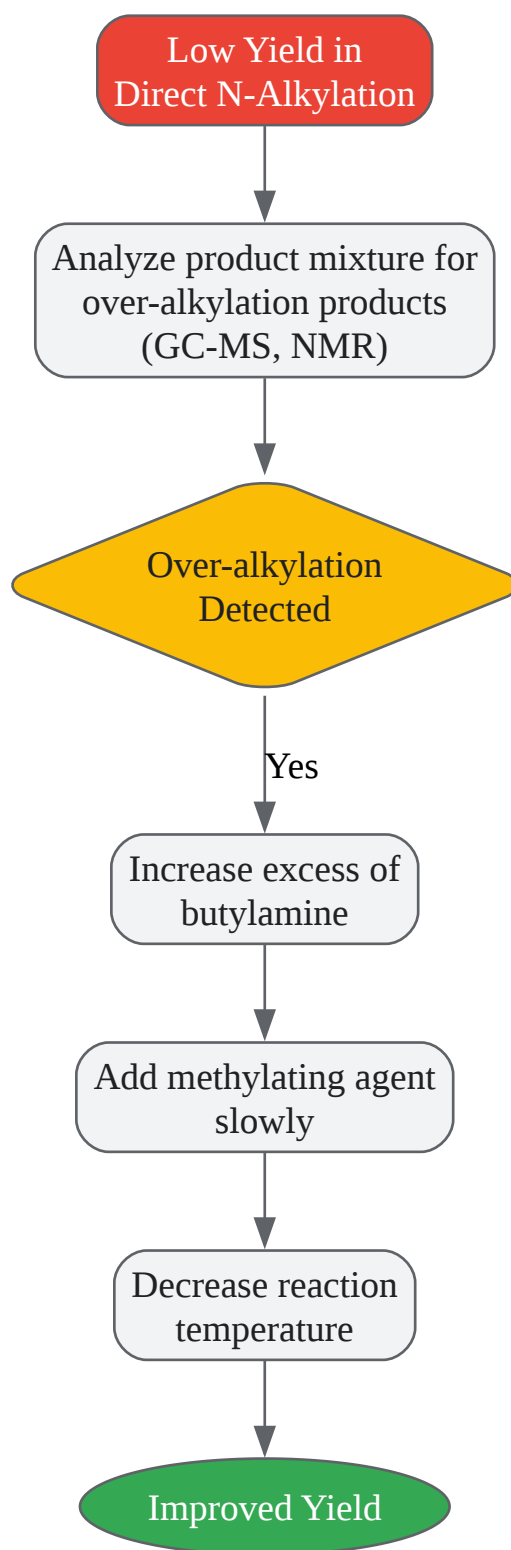 Low Yield in
Direct N-Alkylation
Analyze product mixture for
over-alkylation products
(GC-MS, NMR)
Over-alkylation
Detected
Yes
Increase excess of
butylamine
Add methylating agent
slowly
Decrease reaction
temperature
Improved Yield